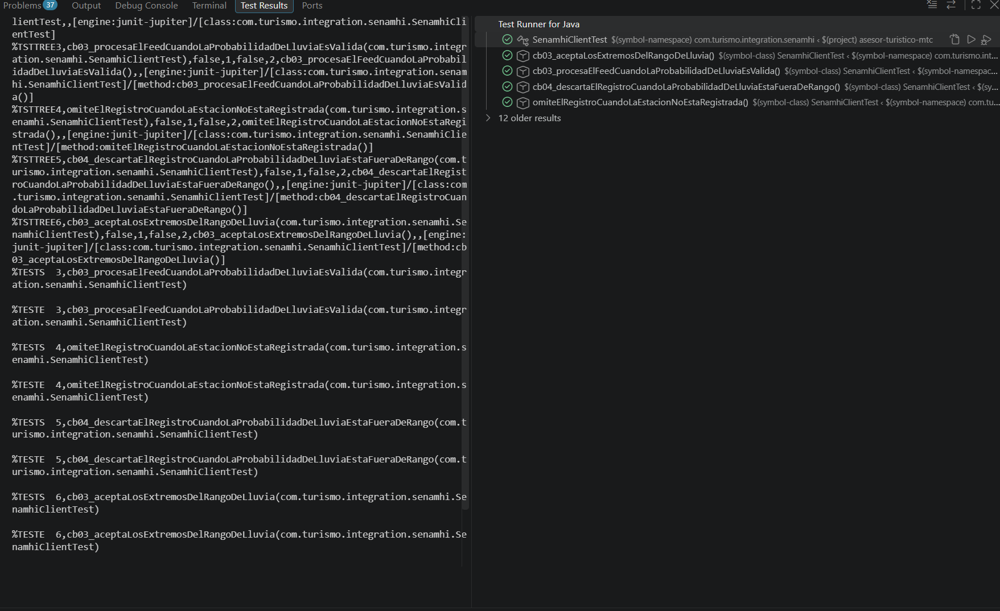 Problems 37 Output Debug Console Terminal Test Results Ports
lientTest,,[engine:junit-jupiter]/[class:com.turismo.integration.senamhi.SenamhiCli
entTest]
%TSTTREE3,cb03_procesaElFeedCuandoLaProbabilidadDeLluviaEsValida(com.turismo.integr
ation.senamhi.SenamhiClientTest),false,1,false,2,cb03_procesaElFeedCuandoLaProbabil
idadDeLluviaEsValida(),,[engine:junit-jupiter]/[class:com.turismo.integration.senam
hi.SenamhiClientTest]/[method:cb03_procesaElFeedCuandoLaProbabilidadDeLluviaEsValid
a()]
%TSTTREE4,omiteElRegistroCuandoLaEstacionNoEstaRegistrada(com.turismo.integration.s
enamhi.SenamhiClientTest),false,1,false,2,omiteElRegistroCuandoLaEstacionNoEstaRegi
strada(),,[engine:junit-jupiter]/[class:com.turismo.integration.senamhi.SenamhiClie
ntTest]/[method:omiteElRegistroCuandoLaEstacionNoEstaRegistrada()]
%TSTTREE5,cb04_descartaElRegistroCuandoLaProbabilidadDeLluviaEstaFueraDeRango(com.t
urismo.integration.senamhi.SenamhiClientTest),false,1,false,2,cb04_descartaElRegist
roCuandoLaProbabilidadDeLluviaEstaFueraDeRango(),,[engine:junit-jupiter]/[class:com
.turismo.integration.senamhi.SenamhiClientTest]/[method:cb04_descartaElRegistroCuan
doLaProbabilidadDeLluviaEstaFueraDeRango()]
%TSTTREE6,cb03_aceptaLosExtremosDelRangoDeLluvia(com.turismo.integration.senamhi.Se
namhiClientTest),false,1,false,2,cb03_aceptaLosExtremosDelRangoDeLluvia(),,[engine:
junit-jupiter]/[class:com.turismo.integration.senamhi.SenamhiClientTest]/[method:cb
03_aceptaLosExtremosDelRangoDeLluvia()]
%TESTS  3,cb03_procesaElFeedCuandoLaProbabilidadDeLluviaEsValida(com.turismo.integr
ation.senamhi.SenamhiClientTest)
%TESTE  3,cb03_procesaElFeedCuandoLaProbabilidadDeLluviaEsValida(com.turismo.integr
ation.senamhi.SenamhiClientTest)
%TESTS  4,omiteElRegistroCuandoLaEstacionNoEstaRegistrada(com.turismo.integration.s
enamhi.SenamhiClientTest)
%TESTE  4,omiteElRegistroCuandoLaEstacionNoEstaRegistrada(com.turismo.integration.s
enamhi.SenamhiClientTest)
%TESTS  5,cb04_descartaElRegistroCuandoLaProbabilidadDeLluviaEstaFueraDeRango(com.t
urismo.integration.senamhi.SenamhiClientTest)
%TESTE  5,cb04_descartaElRegistroCuandoLaProbabilidadDeLluviaEstaFueraDeRango(com.t
urismo.integration.senamhi.SenamhiClientTest)
%TESTS  6,cb03_aceptaLosExtremosDelRangoDeLluvia(com.turismo.integration.senamhi.Se
namhiClientTest)
%TESTE  6,cb03_aceptaLosExtremosDelRangoDeLluvia(com.turismo.integration.senamhi.Se
namhiClientTest)
Test Runner for Java
SenamhiClientTest $(symbol-namespace) com.turismo.integration.senamhi ‹ $(project) asesor-turistico-mtc
cb03_aceptaLosExtremosDelRangoDeLluvia() $(symbol-class) SenamhiClientTest ‹ $(symbol-namespace) com.turismo.int...
cb03_procesaElFeedCuandoLaProbabilidadDeLluviaEsValida() $(symbol-class) SenamhiClientTest ‹ $(symbol-namespac...
cb04_descartaElRegistroCuandoLaProbabilidadDeLluviaEstaFueraDeRango() $(symbol-class) SenamhiClientTest ‹ $(sy...
omiteElRegistroCuandoLaEstacionNoEstaRegistrada() $(symbol-class) SenamhiClientTest ‹ $(symbol-namespace) com.tu...
12 older results